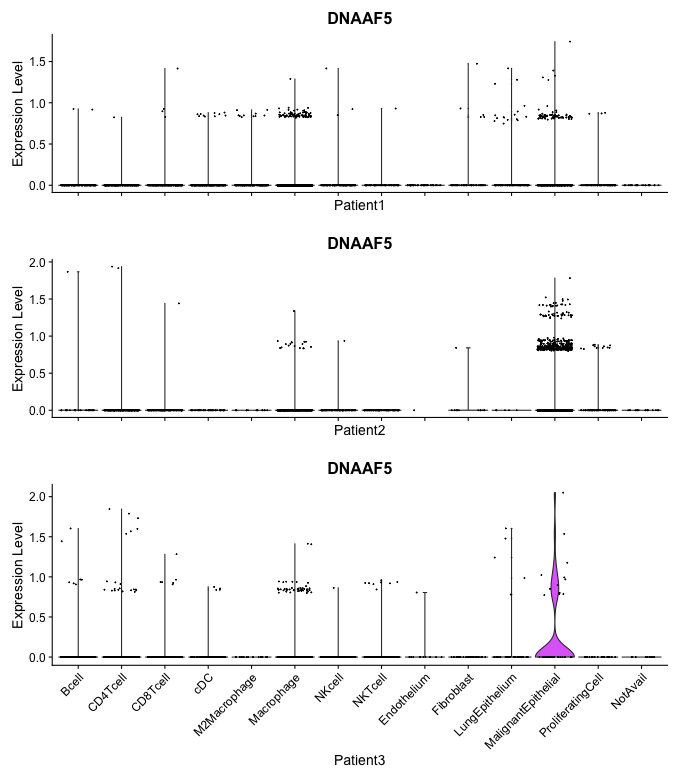 DNAAF5
Expression Level
1.5
1.0
0.5
0.0
Patient1
DNAAF5
Expression Level
2.0
1.5
1.0
0.5
0.0
Patient2
DNAAF5
Expression Level
2.0
1.5
1.0
0.5
0.0
Bcell
CD4Tcell
CD8Tcell
cDC
M2Macrophage
Macrophage
NKcell
NKTcell
Endothelium
Fibroblast
LungEpithelium
MalignantEpithelial
ProliferatingCell
NotAvail
Patient3